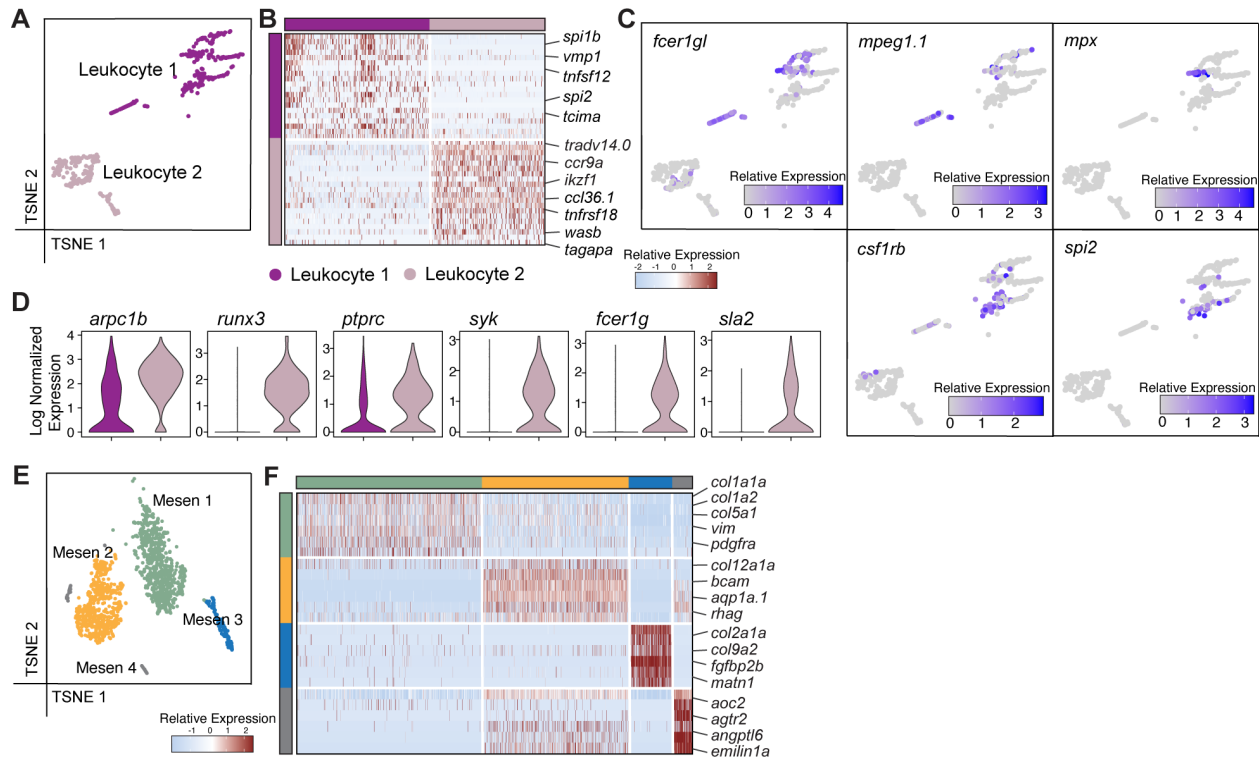 A
Leukocyte 1
Leukocyte 2
TSNE 2
TSNE 1
B
spi1b
vmp1
tnfsf12
spi2
tcima
tradv14.0
ccr9a
ikzf1
ccl36.1
tnfrsf18
wasb
tagapa
Leukocyte 1
Leukocyte 2
Relative Expression
-2 -1 0 1 2
C
fcer1gl
Relative Expression
0 1 2 3 4
mpeg1.1
Relative Expression
0 1 2 3
mpx
Relative Expression
0 1 2 3 4
csf1rb
Relative Expression
0 1 2
spi2
Relative Expression
0 1 2 3
D
Log Normalized
Expression
arpc1b
4
3
2
1
0
runx3
3
2
1
0
ptprc
3
2
1
0
syk
3
2
1
0
fcer1g
3
2
1
0
sla2
3
2
1
0
E
Mesen 1
Mesen 2
Mesen 3
Mesen 4
TSNE 2
TSNE 1
Relative Expression
-1 0 1 2
F
col1a1a
col1a2
col5a1
vim
pdgfra
col12a1a
bcam
aqp1a.1
rhag
col2a1a
col9a2
fgfbp2b
matn1
aoc2
agtr2
angptl6
emilin1a